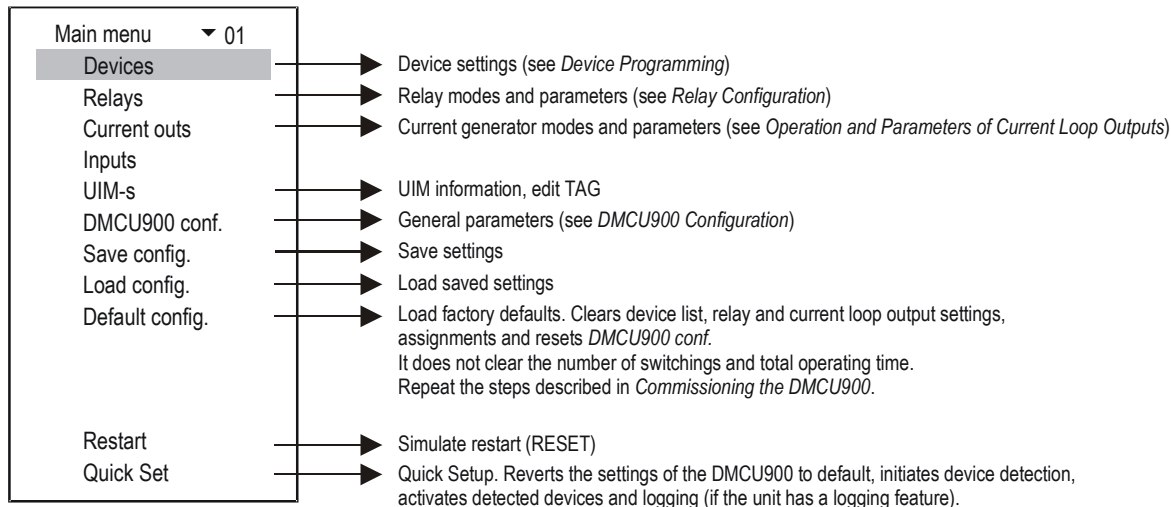 Main menu ▼ 01
Devices
Device settings (see Device Programming)
Relays
Relay modes and parameters (see Relay Configuration)
Current outs
Current generator modes and parameters (see Operation and Parameters of Current Loop Outputs)
Inputs
UIM-s
UIM information, edit TAG
DMCU900 conf.
General parameters (see DMCU900 Configuration)
Save config.
Save settings
Load config.
Load saved settings
Default config.
Load factory defaults. Clears device list, relay and current loop output settings,
assignments and resets DMCU900 conf.
It does not clear the number of switchings and total operating time.
Repeat the steps described in Commissioning the DMCU900.
Restart
Simulate restart (RESET)
Quick Set
Quick Setup. Reverts the settings of the DMCU900 to default, initiates device detection,
activates detected devices and logging (if the unit has a logging feature).